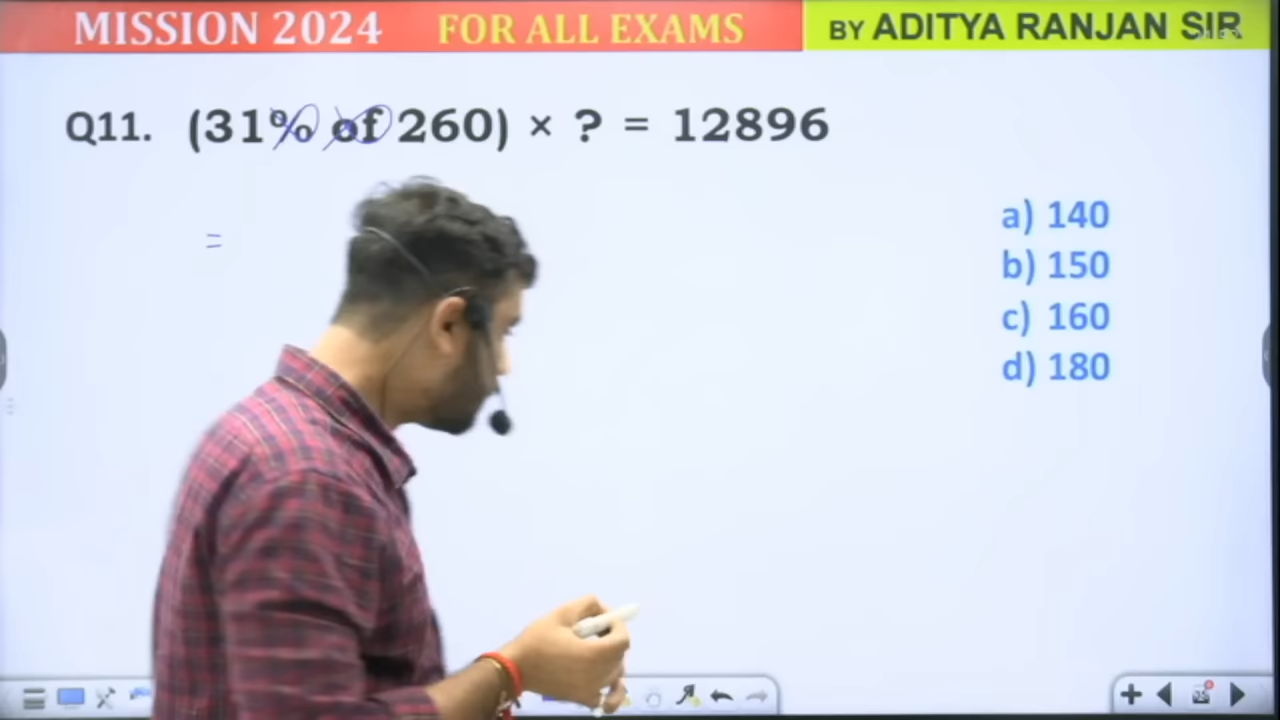 MISSION 2024 FOR ALL EXAMS BY ADITYA RANJAN SIR
Q11. (31% of 260) × ? = 12896
=
a) 140
b) 150
c) 160
d) 180